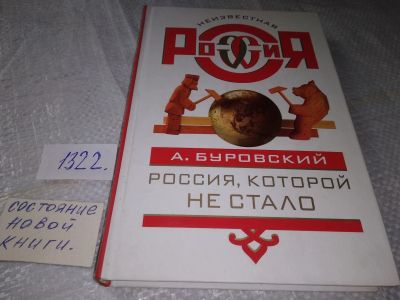 НЕИЗВЕСТНАЯ
РОССИЯ
А. БУРОВСКИЙ
РОССИЯ, КОТОРОЙ
НЕ СТАЛО
1322.
СОСТОЯНИЕ
НОВОЙ
КНИГИ.